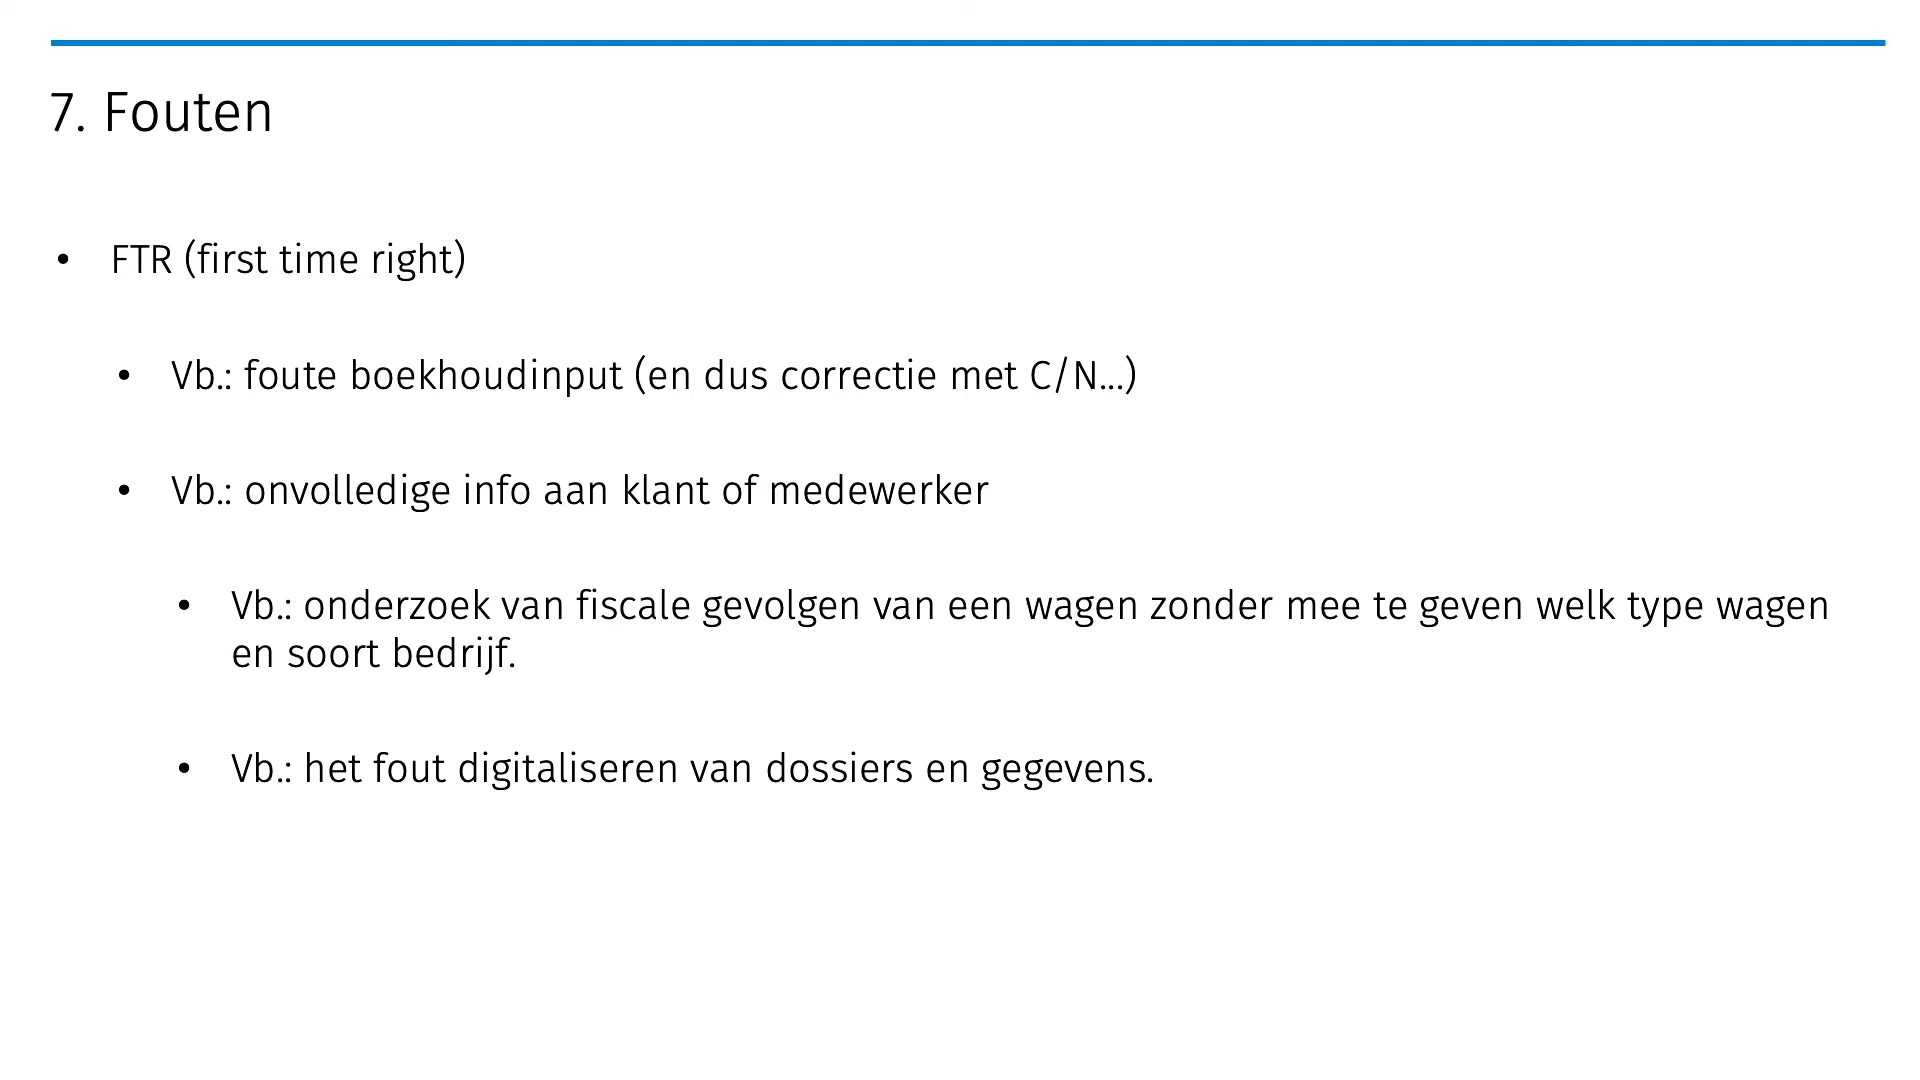 7. Fouten
• FTR (first time right)
• Vb.: foute boekhoudinput (en dus correctie met C/N...)
• Vb.: onvolledige info aan klant of medewerker
• Vb.: onderzoek van fiscale gevolgen van een wagen zonder mee te geven welk type wagen
en soort bedrijf.
• Vb.: het fout digitaliseren van dossiers en gegevens.